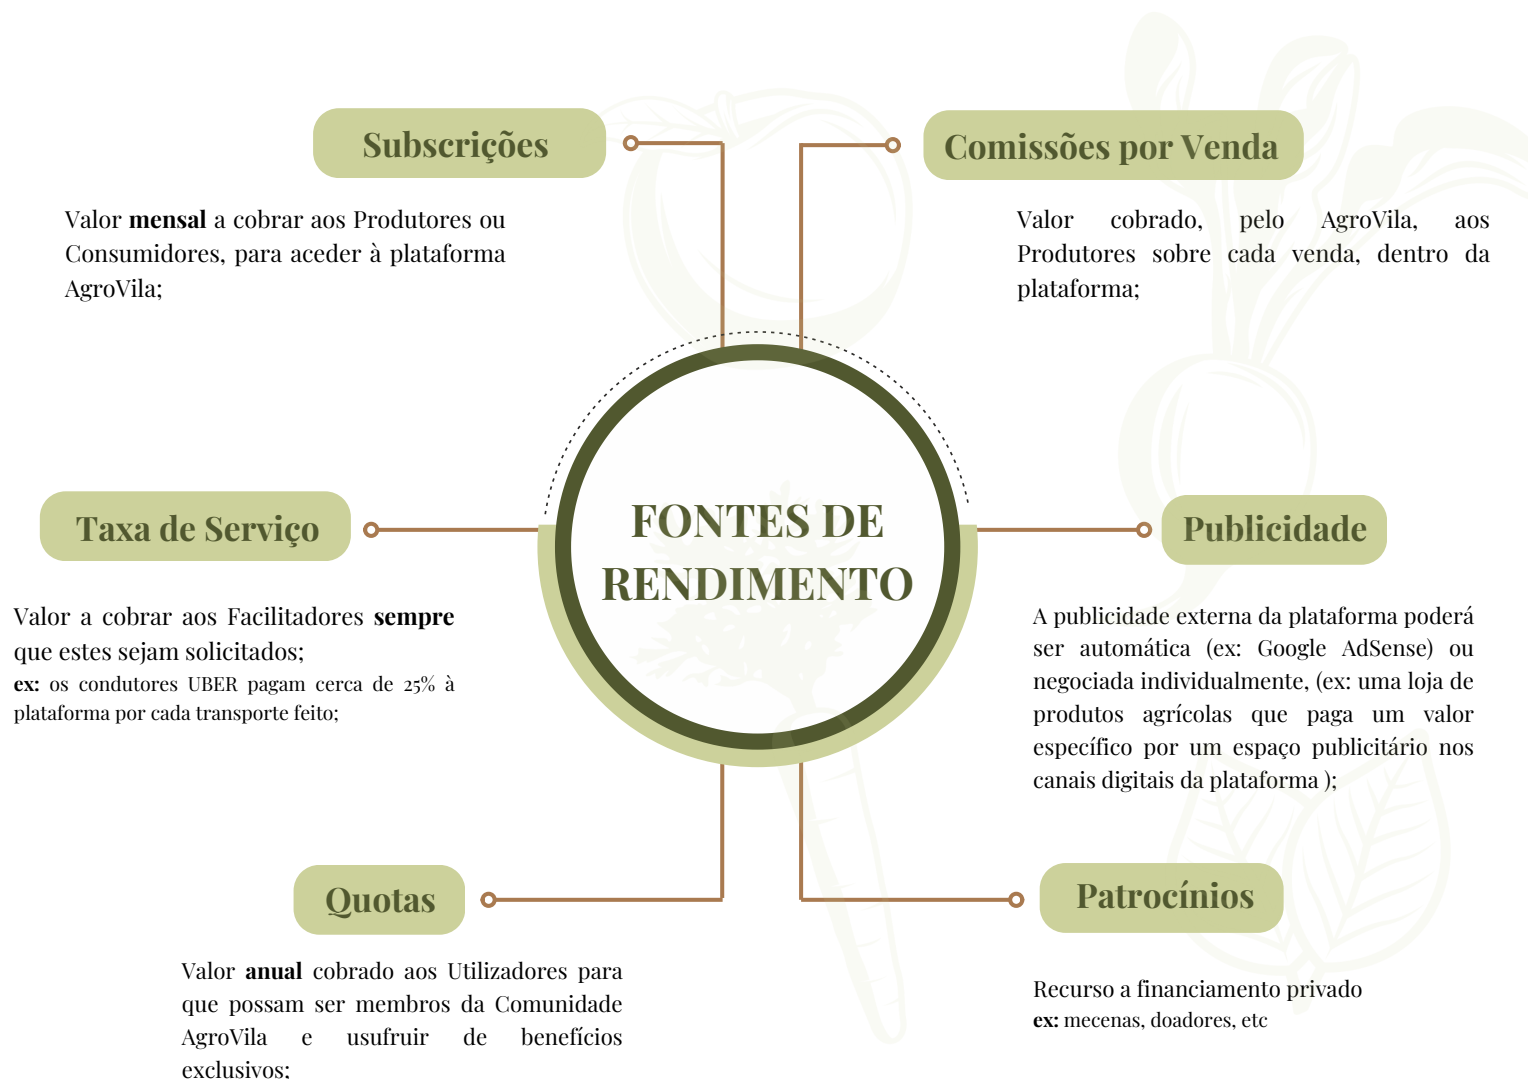 Subscrições
Valor mensal a cobrar aos Produtores ou
Consumidores, para aceder à plataforma
AgroVila;
Comissões por Venda
Valor cobrado, pelo AgroVila, aos
Produtores sobre cada venda, dentro da
plataforma;
FONTES DE
RENDIMENTO
Taxa de Serviço
Valor a cobrar aos Facilitadores sempre
que estes sejam solicitados;
ex: os condutores UBER pagam cerca de 25% à
plataforma por cada transporte feito;
Publicidade
A publicidade externa da plataforma poderá
ser automática (ex: Google AdSense) ou
negociada individualmente, (ex: uma loja de
produtos agrícolas que paga um valor
específico por um espaço publicitário nos
canais digitais da plataforma );
Quotas
Valor anual cobrado aos Utilizadores para
que possam ser membros da Comunidade
AgroVila e usufruir de benefícios
exclusivos;
Patrocínios
Recurso a financiamento privado
ex: mecenas, doadores, etc